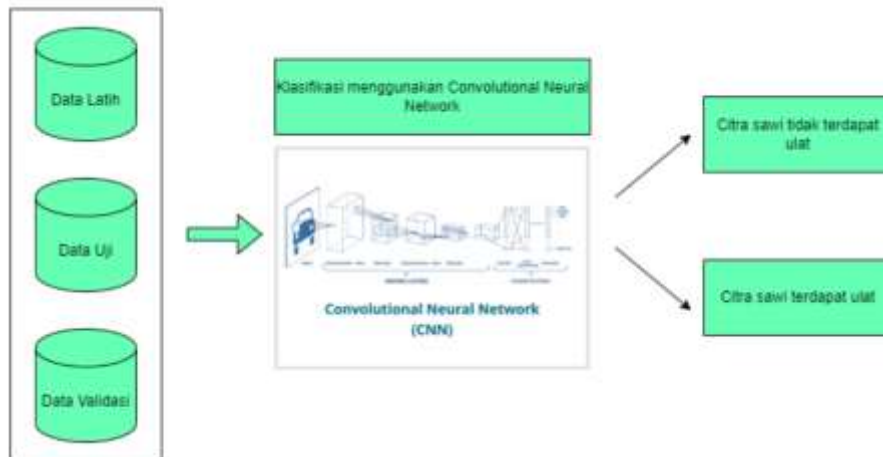 Data Latih
Data Uji
Data Validasi
Klasifikasi menggunakan Convolutional Neural
Network
Convolutional Neural Network
(CNN)
Citra sawi tidak terdapat
ulat
Citra sawi terdapat ulat